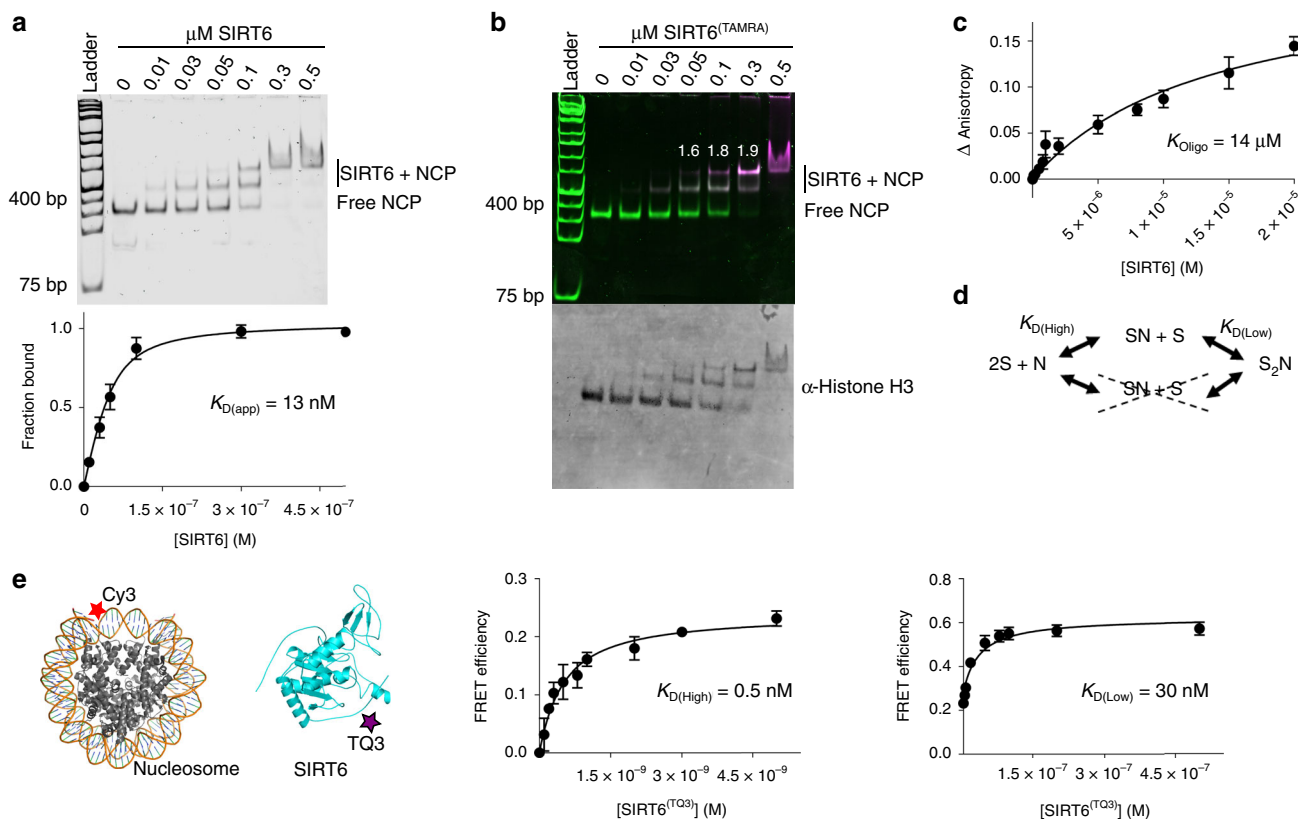 a
μM SIRT6
Ladder
0 0.01 0.03 0.05 0.1 0.3 0.5
SIRT6 + NCP
Free NCP
400 bp
75 bp
Fraction bound
1.0
0.5
0.0
K_D(app) = 13 nM
0 1.5 × 10⁻⁷ 3 × 10⁻⁷ 4.5 × 10⁻⁷
[SIRT6] (M)
b
μM SIRT6(TAMRA)
Ladder
0 0.01 0.03 0.05 0.1 0.3 0.5
1.6 1.8 1.9
SIRT6 + NCP
Free NCP
400 bp
75 bp
α-Histone H3
c
Δ Anisotropy
0.15
0.10
0.05
0.00
K_Oligo = 14 μM
5 × 10⁻⁶ 1 × 10⁻⁵ 1.5 × 10⁻⁵ 2 × 10⁻⁵
[SIRT6] (M)
d
K_D(High) SN + S K_D(Low)
2S + N S₂N
SN + S
e
Cy3
Nucleosome
TQ3
SIRT6
FRET efficiency
0.3
0.2
0.1
0.0
K_D(High) = 0.5 nM
1.5 × 10⁻⁹ 3 × 10⁻⁹ 4.5 × 10⁻⁹
[SIRT6(TQ3)] (M)
FRET efficiency
0.8
0.6
0.4
0.2
0.0
K_D(Low) = 30 nM
1.5 × 10⁻⁷ 3 × 10⁻⁷ 4.5 × 10⁻⁷
[SIRT6(TQ3)] (M)